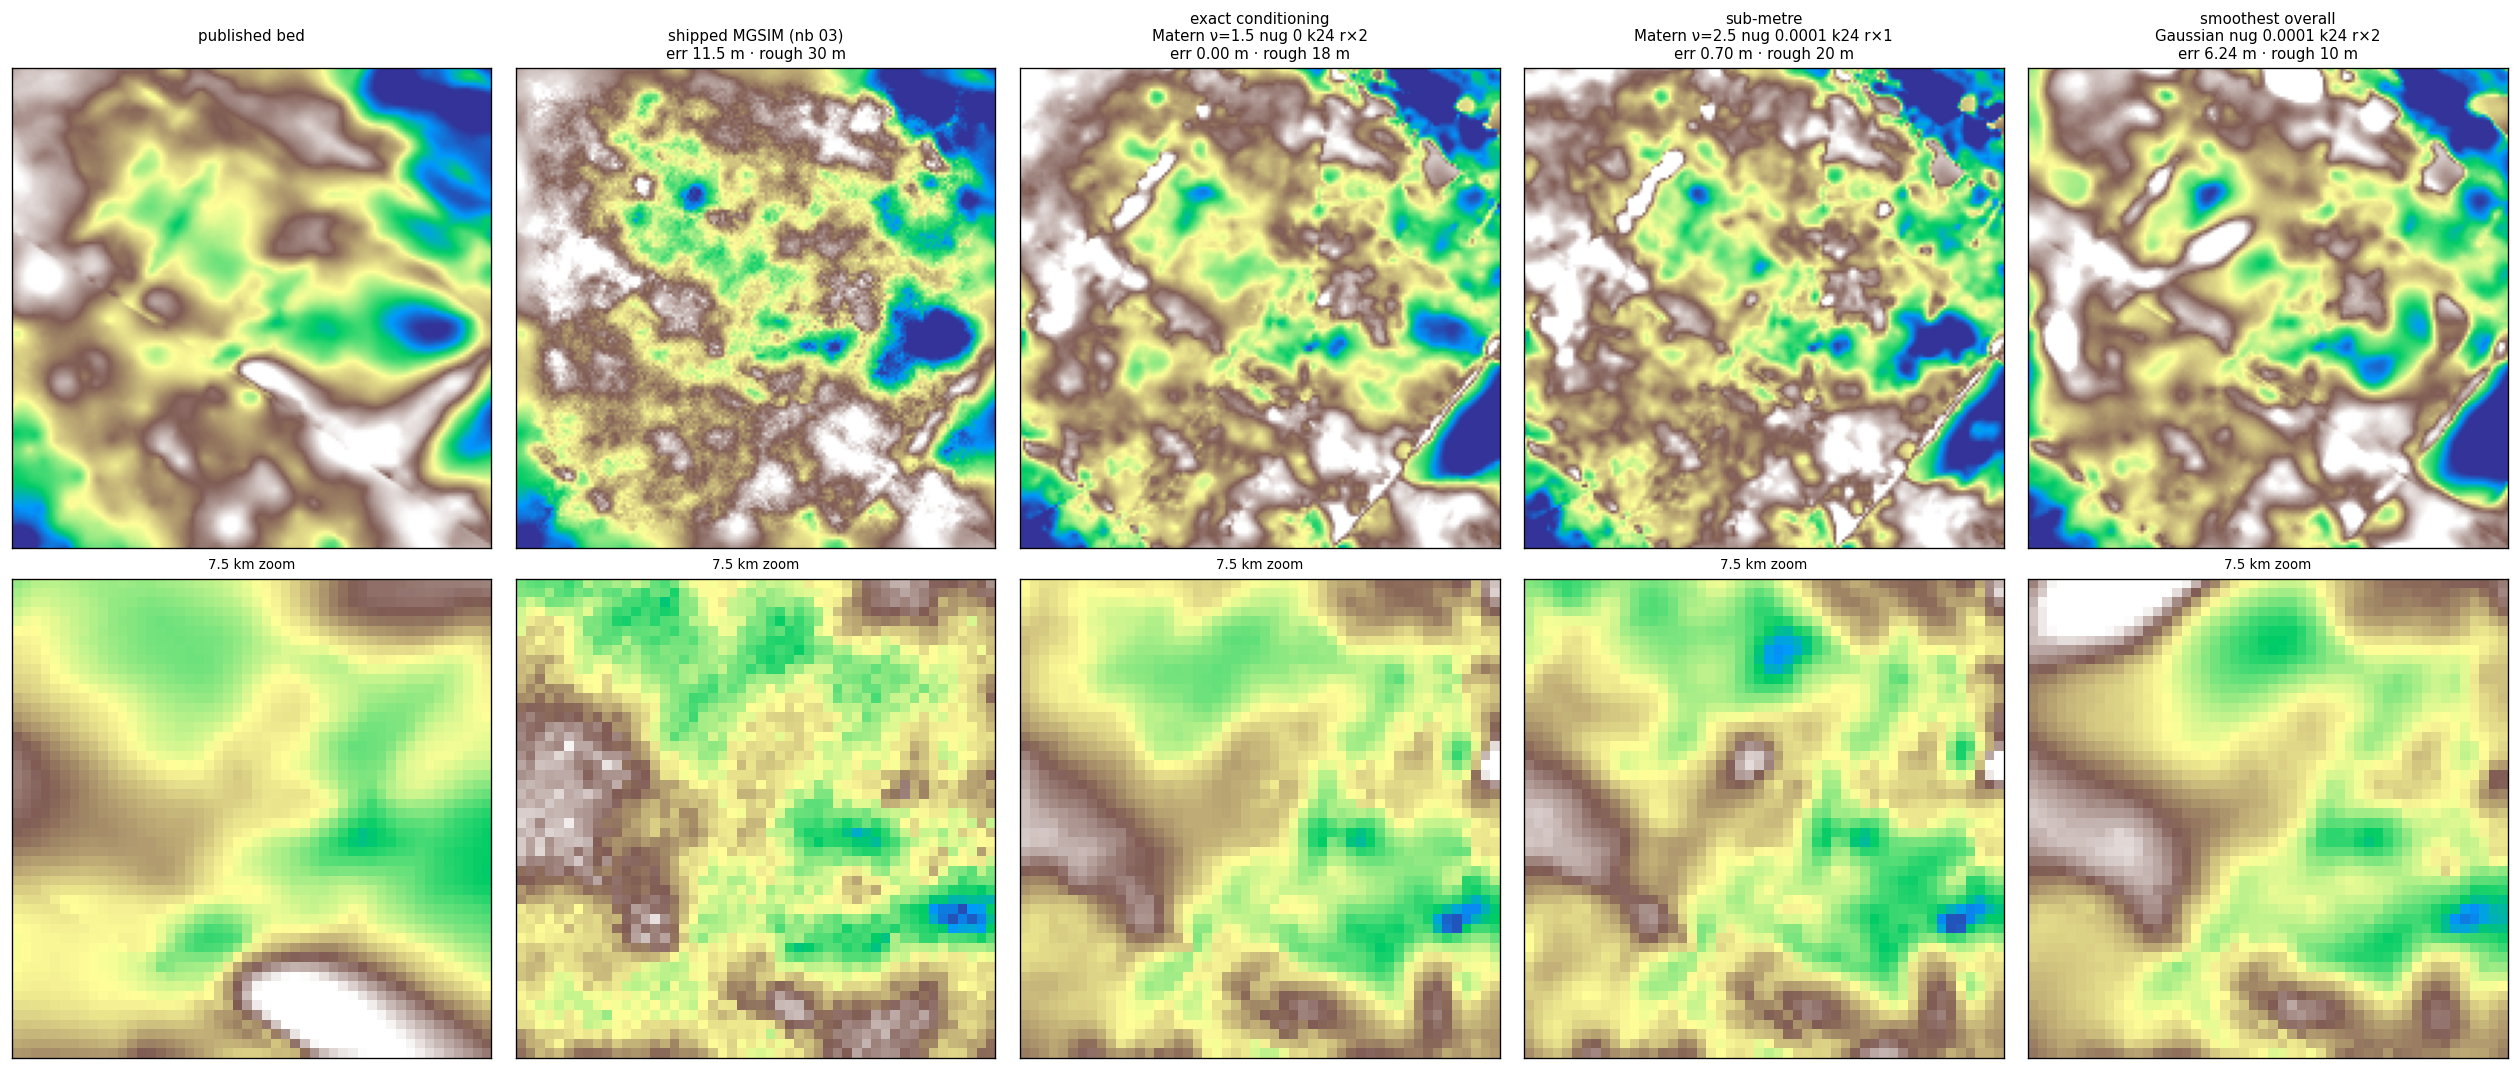 published bed
shipped MGSIM (nb 03)
err 11.5 m · rough 30 m
exact conditioning
Matern ν=1.5 nug 0 k24 r×2
err 0.00 m · rough 18 m
sub-metre
Matern ν=2.5 nug 0.0001 k24 r×1
err 0.70 m · rough 20 m
smoothest overall
Gaussian nug 0.0001 k24 r×2
err 6.24 m · rough 10 m
7.5 km zoom
7.5 km zoom
7.5 km zoom
7.5 km zoom
7.5 km zoom